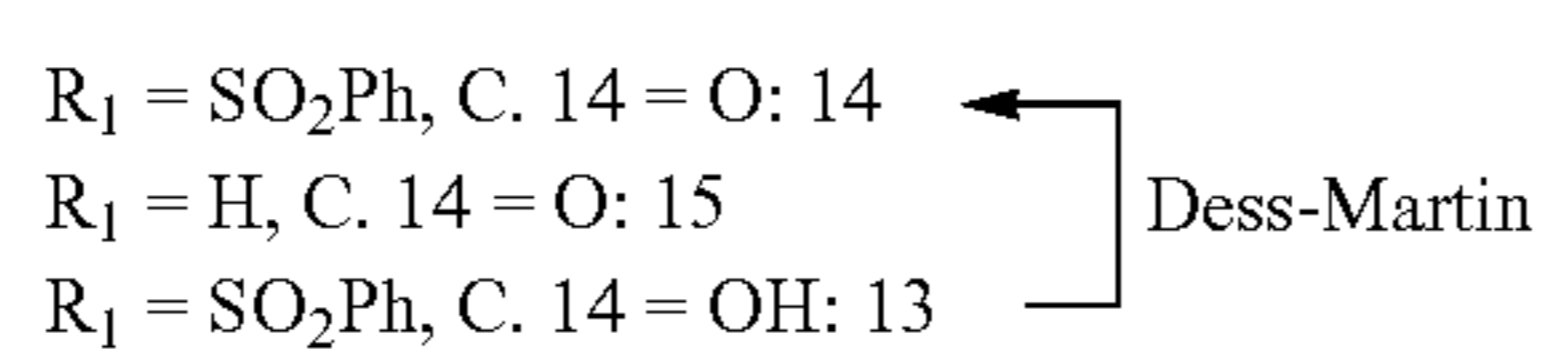 R₁ = SO₂Ph, C. 14 = O: 14
R₁ = H, C. 14 = O: 15
Dess-Martin
R₁ = SO₂Ph, C. 14 = OH: 13